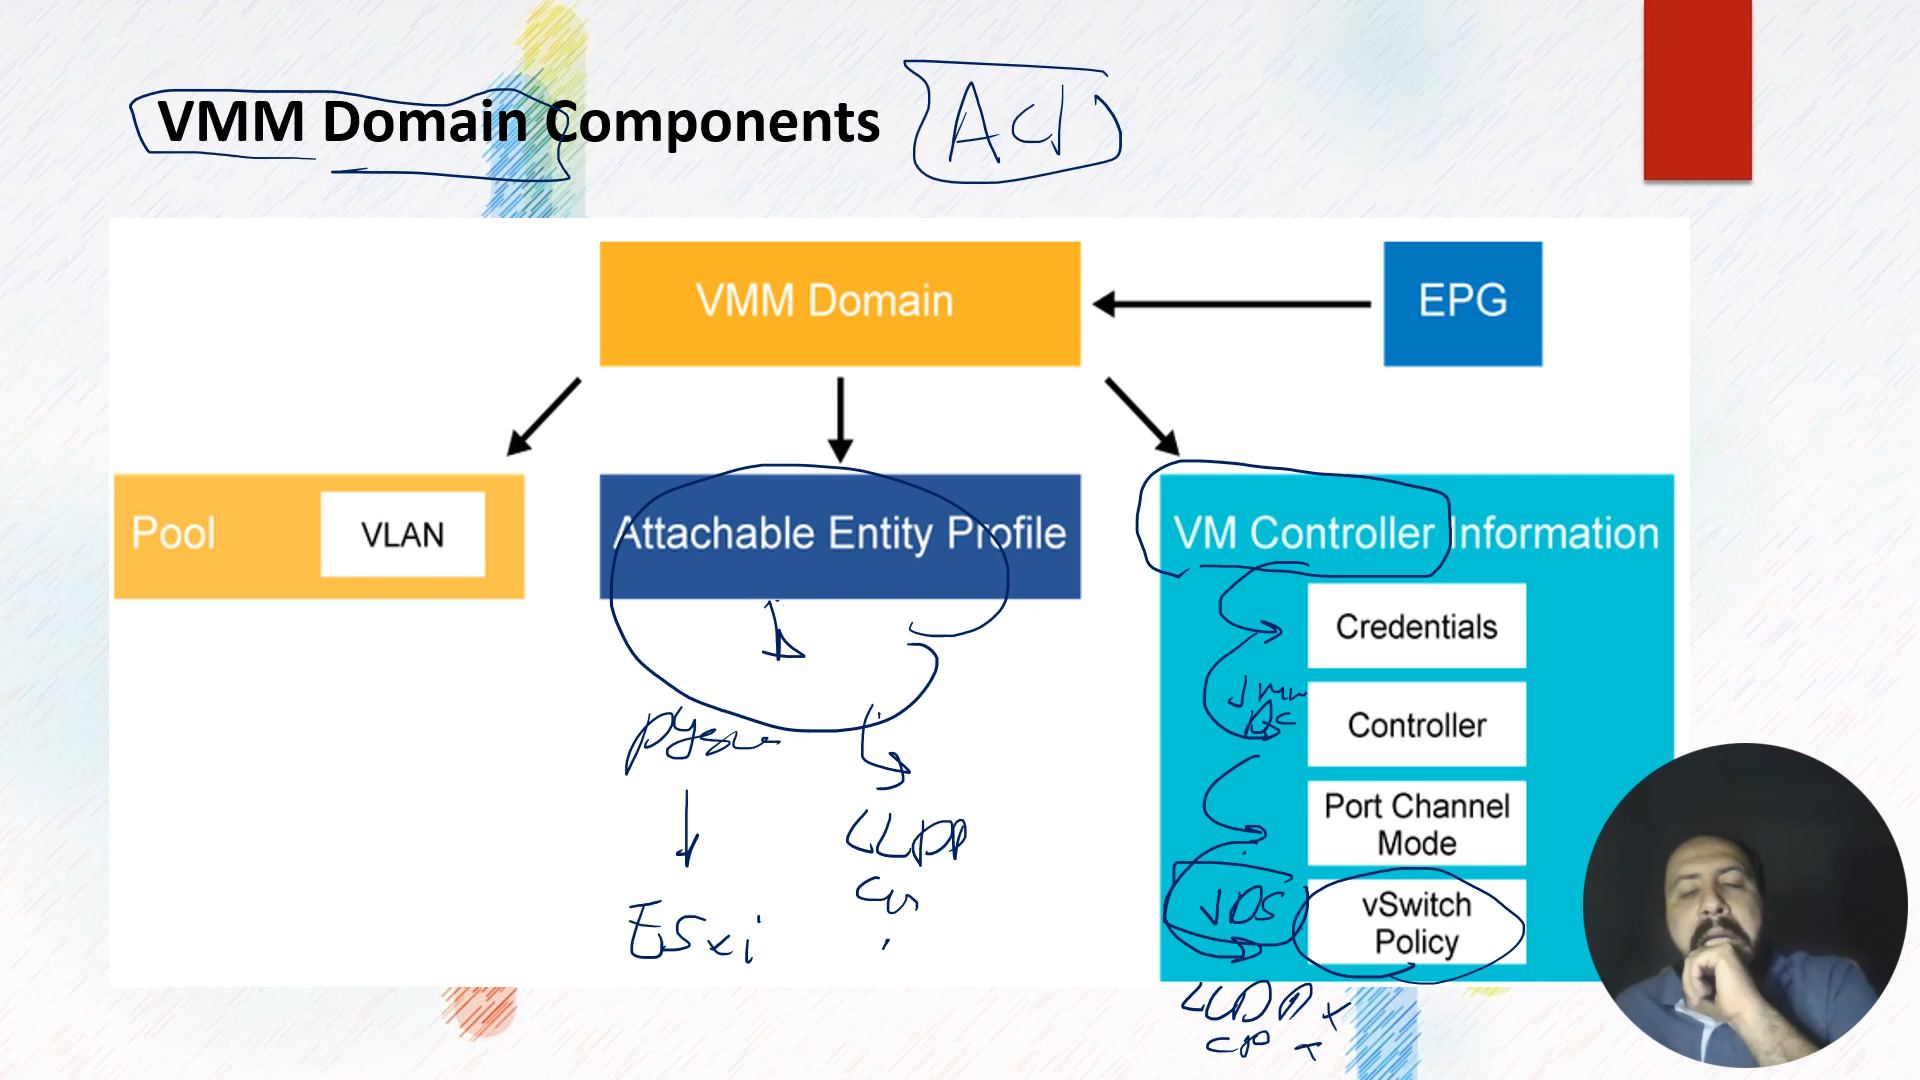 VMM Domain Components
ACI
VMM Domain
EPG
Pool
VLAN
Attachable Entity Profile
VM Controller Information
Credentials
Controller
Port Channel
Mode
vSwitch
Policy
LLDP
ESxi
VDS
LLDP
CDP